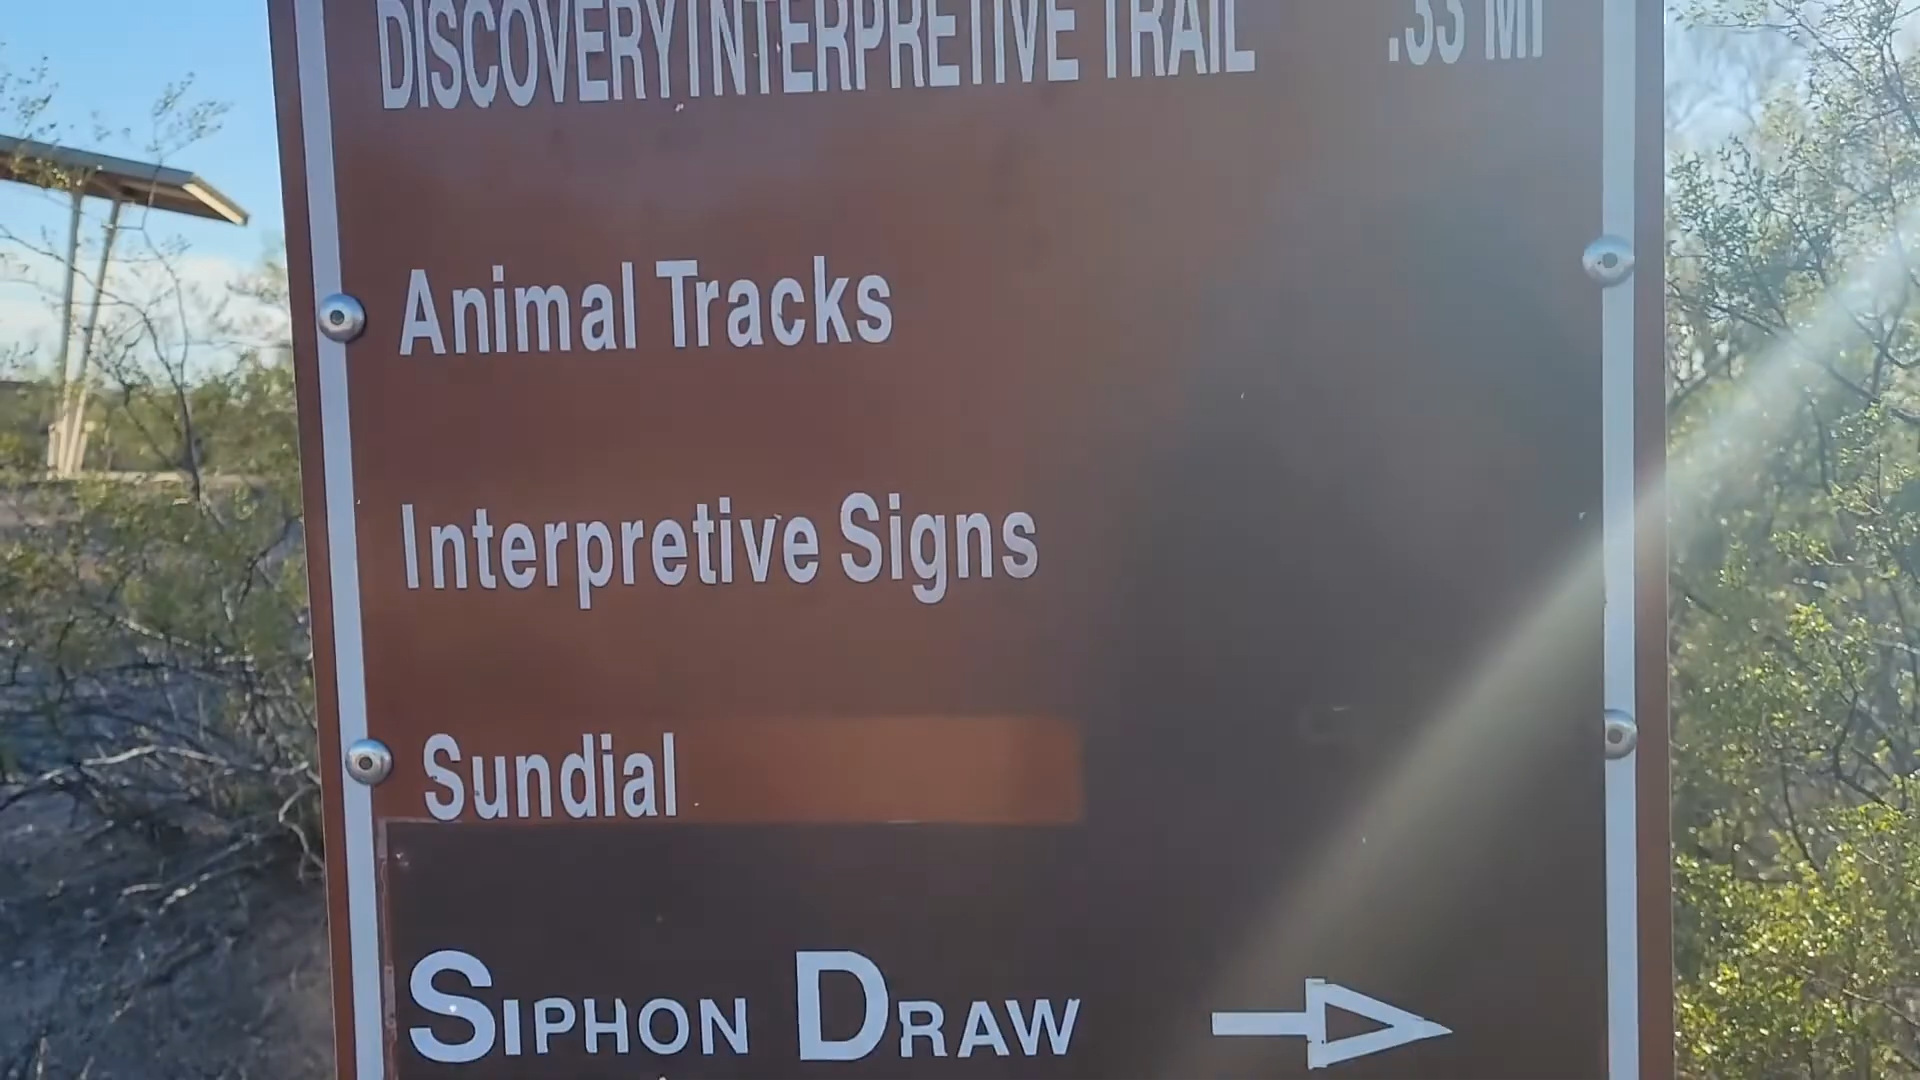 DISCOVERY INTERPRETIVE TRAIL .33 MI
Animal Tracks
Interpretive Signs
Sundial
SIPHON DRAW